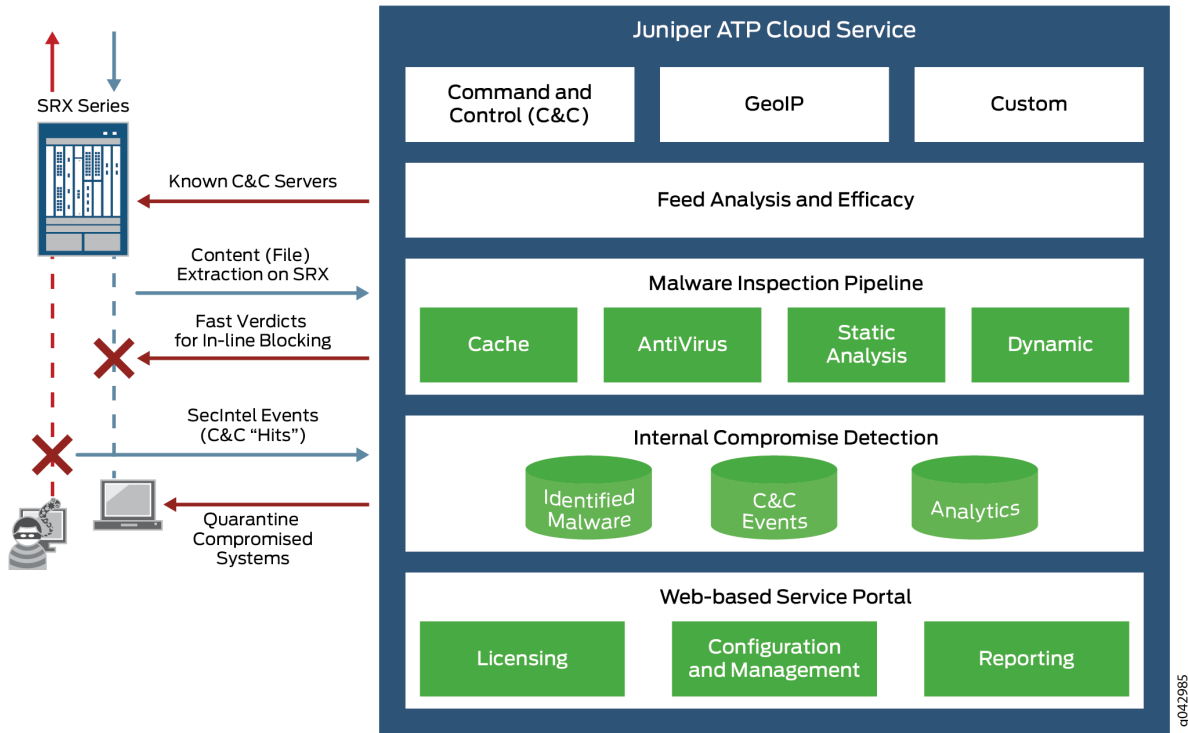 Juniper ATP Cloud Service
SRX Series
Command and
Control (C&C)
GeoIP
Custom
Known C&C Servers
Feed Analysis and Efficacy
Content (File)
Extraction on SRX
Malware Inspection Pipeline
Fast Verdicts
for In-line Blocking
Cache
AntiVirus
Static
Analysis
Dynamic
SecIntel Events
(C&C “Hits”)
Internal Compromise Detection
Identified
Malware
C&C
Events
Analytics
Quarantine
Compromised
Systems
Web-based Service Portal
Licensing
Configuration
and Management
Reporting
g042985